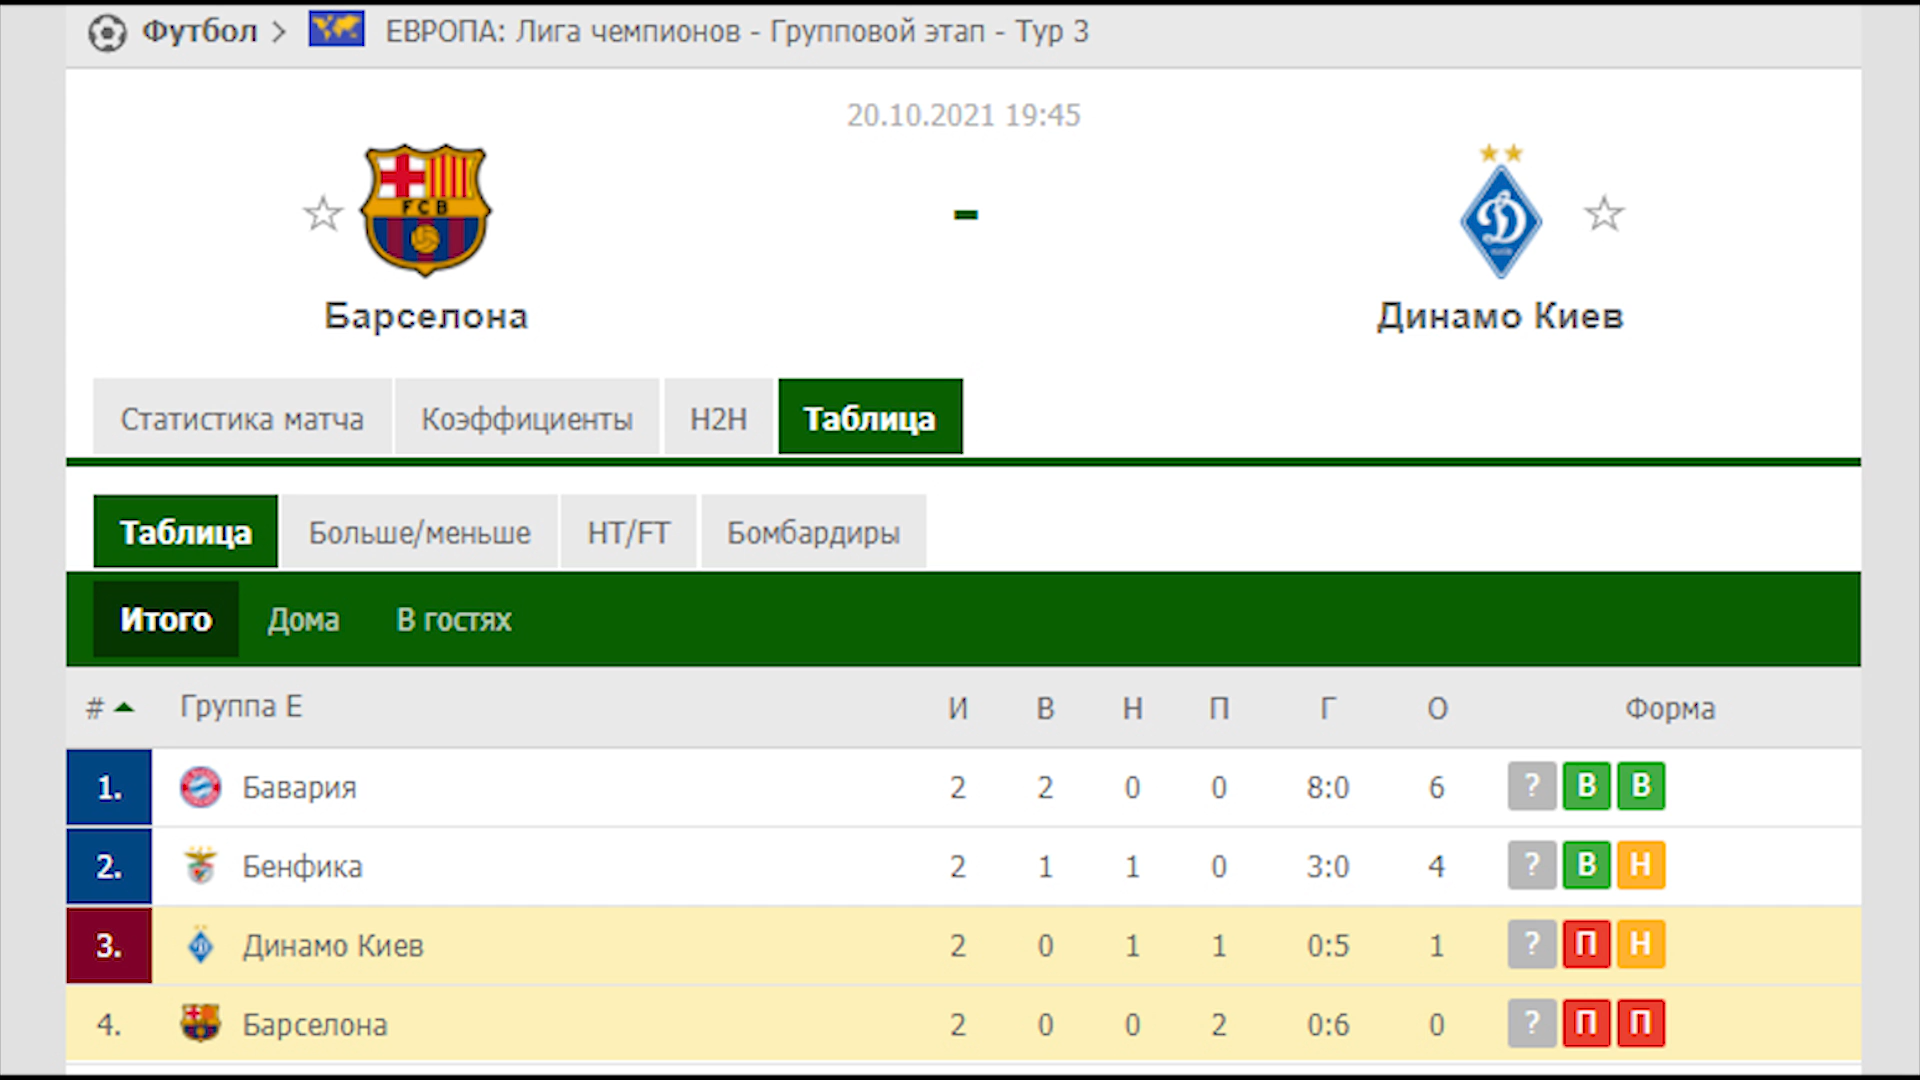 Футбол > ЕВРОПА: Лига чемпионов - Групповой этап - Тур 3
20.10.2021 19:45
FCB
-
Барселона
Динамо Киев
Статистика матча Коэффициенты H2H Таблица
Таблица Больше/меньше HT/FT Бомбардиры
Итого Дома В гостях
# Группа E И В Н П Г О Форма
1. Бавария 2 2 0 0 8:0 6 ? В В
2. Бенфика 2 1 1 0 3:0 4 ? В Н
3. Динамо Киев 2 0 1 1 0:5 1 ? П Н
4. Барселона 2 0 0 2 0:6 0 ? П П